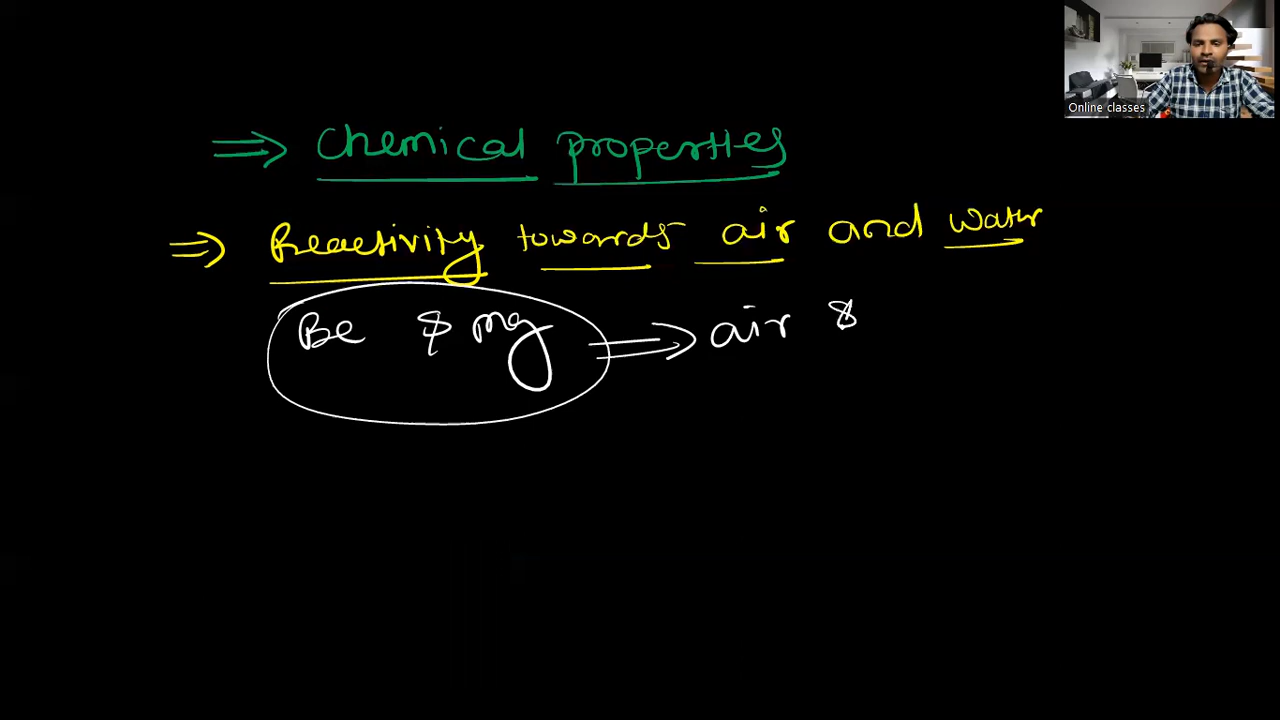 Online classes
⇒ Chemical properties
⇒ Reactivity towards air and water
Be & Mg ⇒ air &